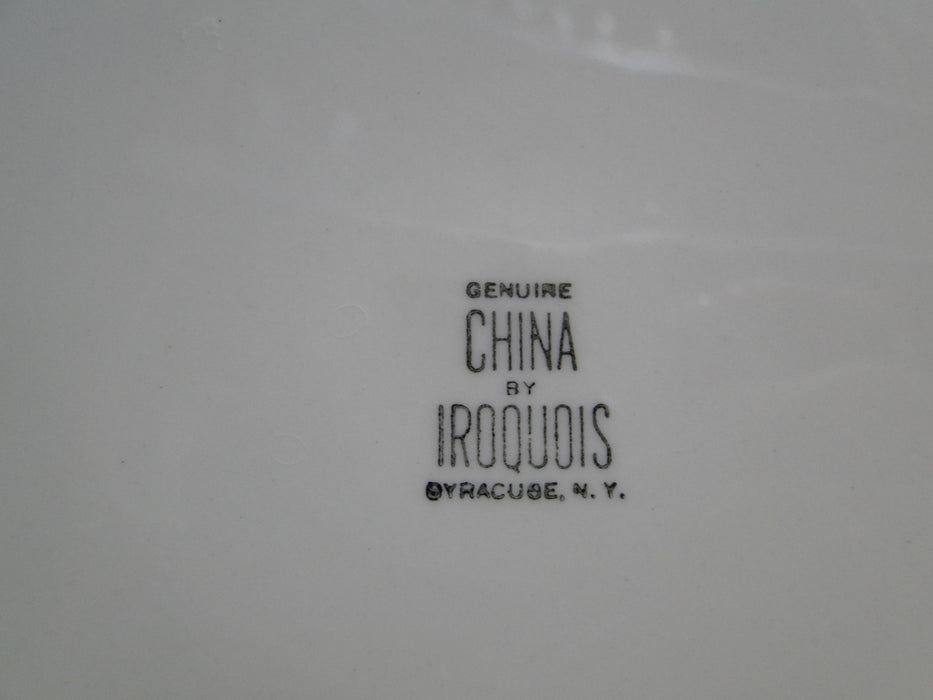 GENUINE
CHINA
BY
IROQUOIS
SYRACUSE, N. Y.